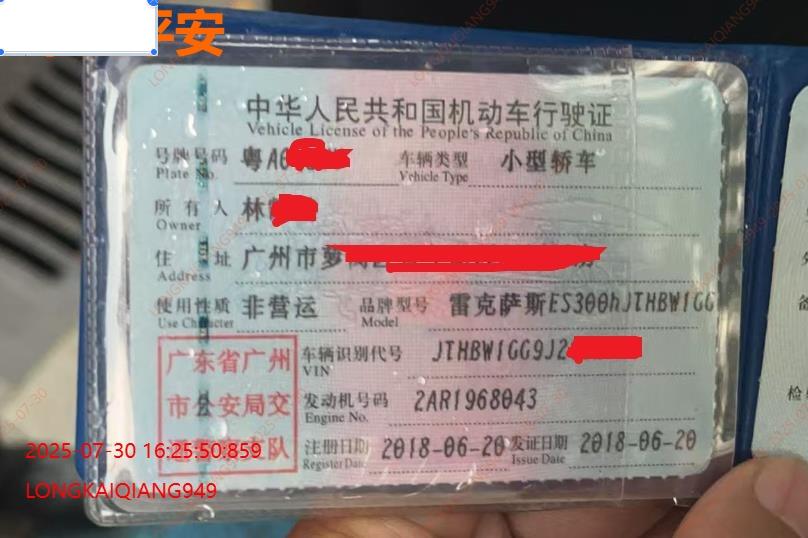 平安
中华人民共和国机动车行驶证
Vehicle License of the People's Republic of China
号牌号码 粤A 车辆类型 小型轿车
Plate No. Vehicle Type
所有人 林
Owner
住址 广州市萝
Address
使用性质 非营运 品牌型号 雷克萨斯ES300hJTHBW1GG
Use Character Model
广东省广州 车辆识别代号 JTHBW1GG9J2
VIN
市公安局交 发动机号码 2AR1968043
Engine No.
支队 注册日期 2018-06-20 发证日期 2018-06-20
Register Date Issue Date
2025-07-30 16:25:50:859
LONGKAIQIANG949